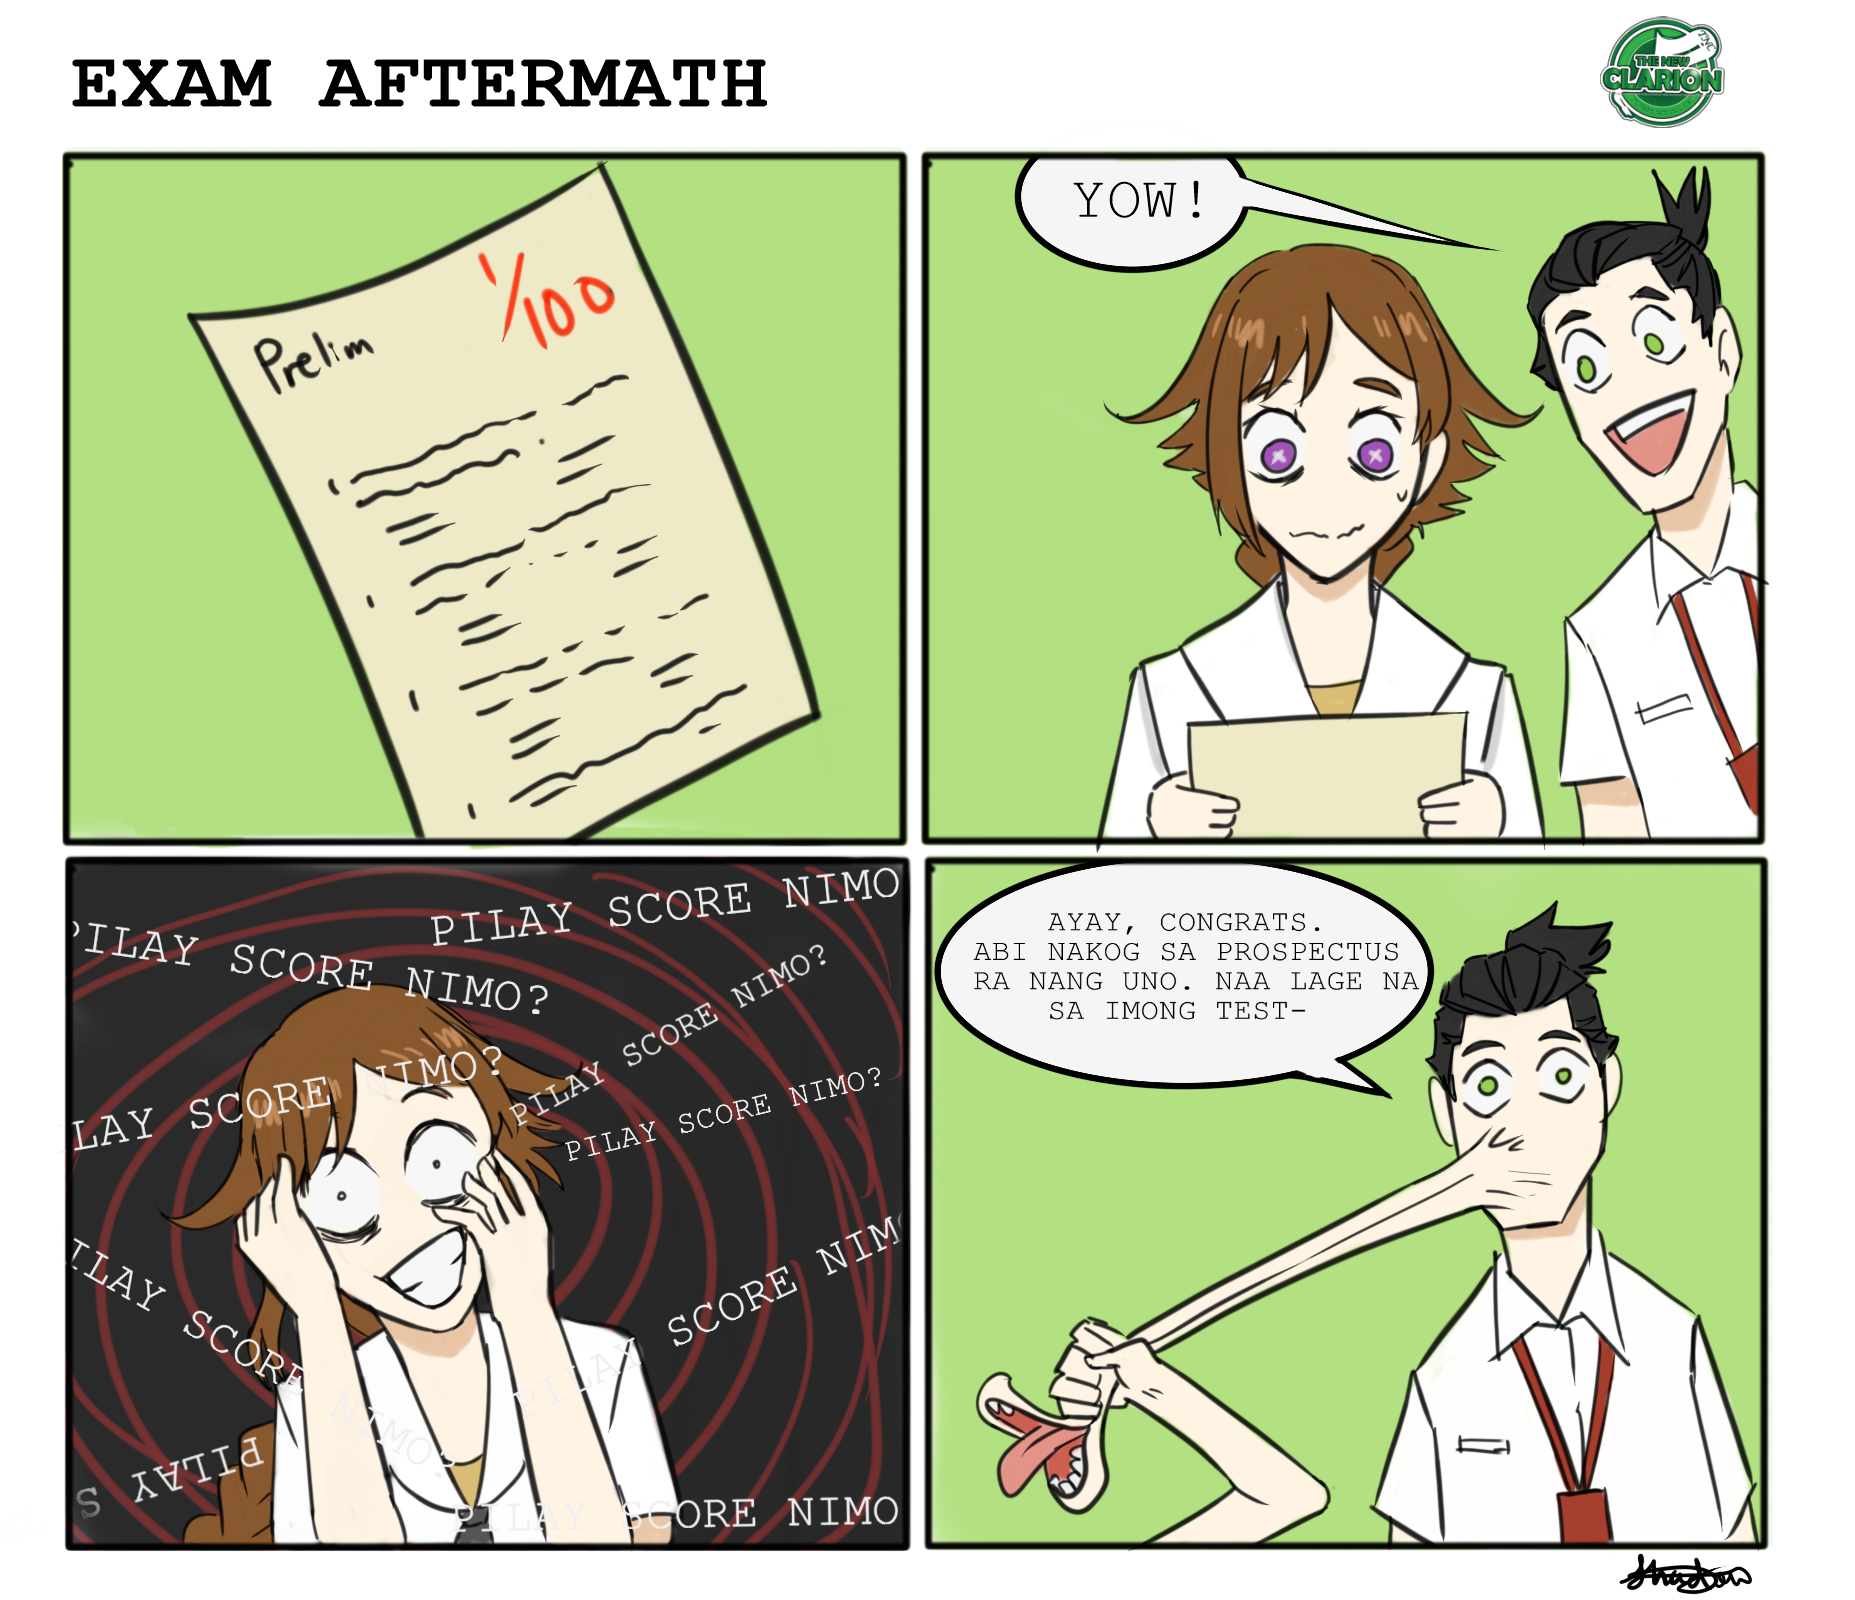 EXAM AFTERMATH
TNC
THE NEW
CLARION
Prelim
1/100
YOW!
PILAY SCORE NIMO
PILAY SCORE NIMO?
PILAY SCORE NIMO?
LAY SCORE NIMO?
PILAY SCORE NIMO?
ILAY SCORE NIMO?
PILAY SCORE NIM
PILAY S
PILAY SCORE NIMO
AYAY, CONGRATS.
ABI NAKOG SA PROSPECTUS
RA NANG UNO. NAA LAGE NA
SA IMONG TEST-